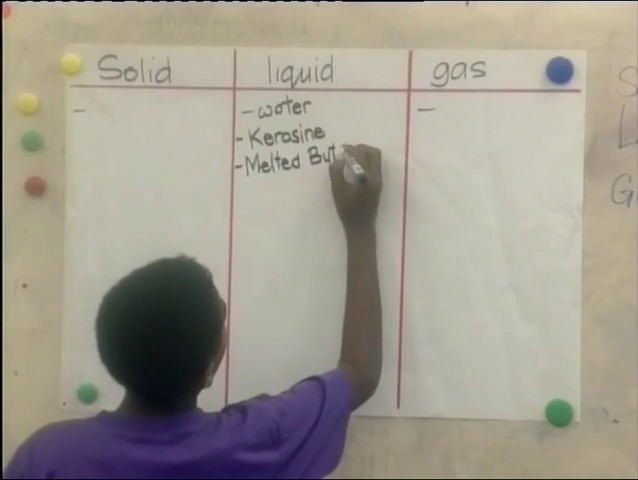 Solid liquid gas
- -water -
-Kerosine
-Melted But
S
L
G